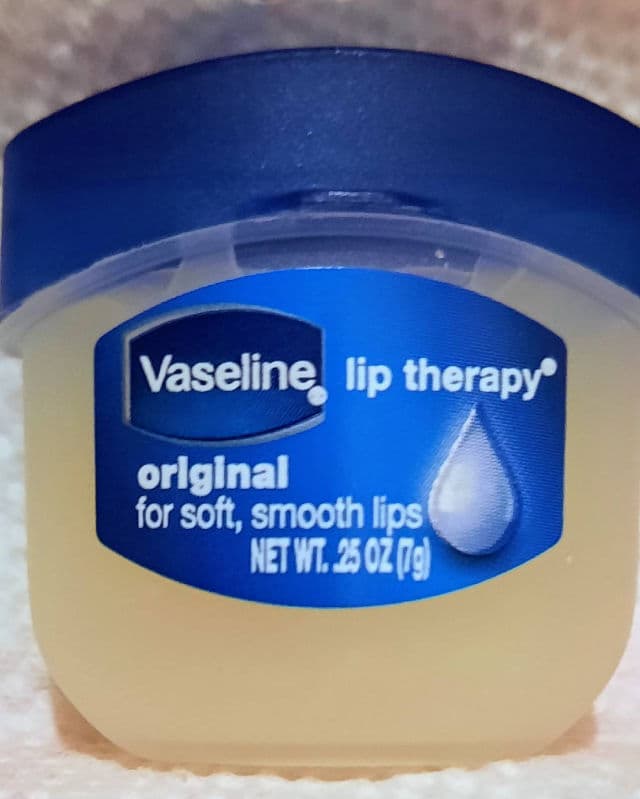 Vaseline® lip therapy®
original
for soft, smooth lips
NET WT. .25 OZ (7g)